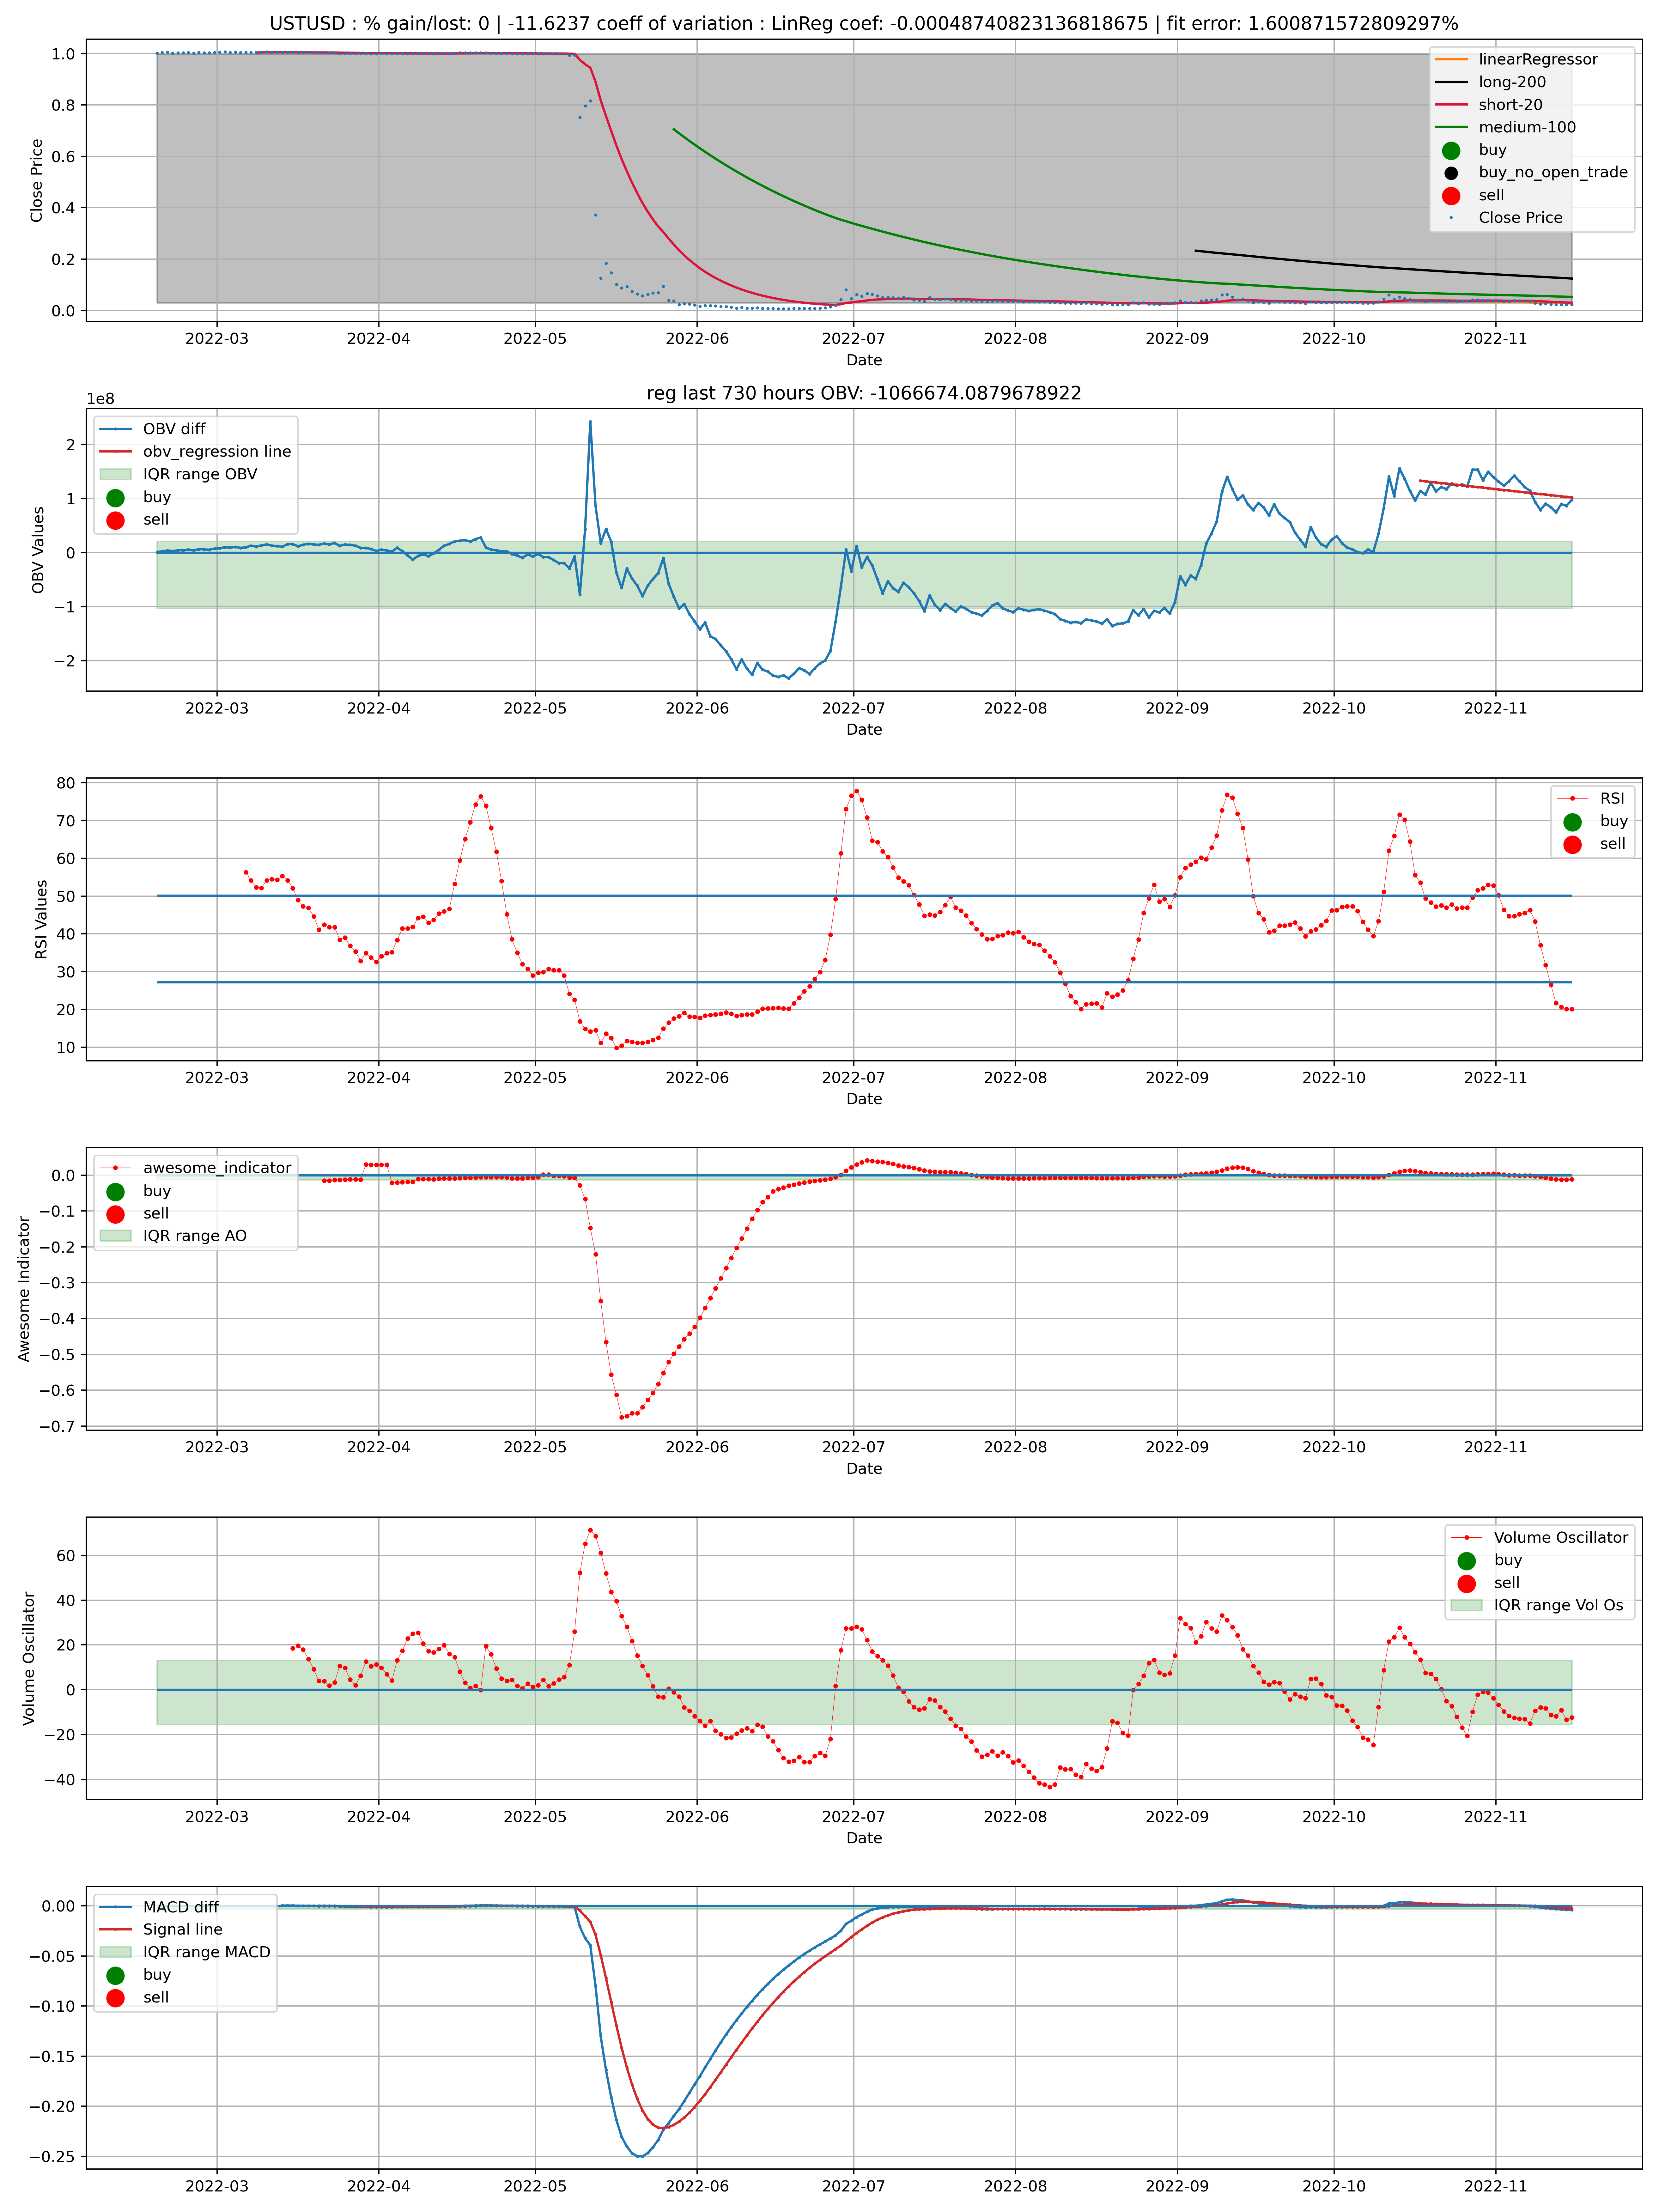 USTUSD : % gain/lost: 0 | -11.6237 coeff of variation : LinReg coef: -0.00048740823136818675 | fit error: 1.600871572809297%
1.0
0.8
0.6
0.4
0.2
0.0
Close Price
linearRegressor
long-200
short-20
medium-100
buy
buy_no_open_trade
sell
Close Price
2022-03 2022-04 2022-05 2022-06 2022-07 2022-08 2022-09 2022-10 2022-11
Date
reg last 730 hours OBV: -1066674.0879678922
1e8
2
1
0
−1
−2
OBV Values
OBV diff
obv_regression line
IQR range OBV
buy
sell
2022-03 2022-04 2022-05 2022-06 2022-07 2022-08 2022-09 2022-10 2022-11
Date
80
70
60
50
40
30
20
10
RSI Values
RSI
buy
sell
2022-03 2022-04 2022-05 2022-06 2022-07 2022-08 2022-09 2022-10 2022-11
Date
0.0
−0.1
−0.2
−0.3
−0.4
−0.5
−0.6
−0.7
Awesome Indicator
awesome_indicator
buy
sell
IQR range AO
2022-03 2022-04 2022-05 2022-06 2022-07 2022-08 2022-09 2022-10 2022-11
Date
60
40
20
0
−20
−40
Volume Oscillator
Volume Oscillator
buy
sell
IQR range Vol Os
2022-03 2022-04 2022-05 2022-06 2022-07 2022-08 2022-09 2022-10 2022-11
Date
0.00
−0.05
−0.10
−0.15
−0.20
−0.25
MACD diff
Signal line
IQR range MACD
buy
sell
2022-03 2022-04 2022-05 2022-06 2022-07 2022-08 2022-09 2022-10 2022-11